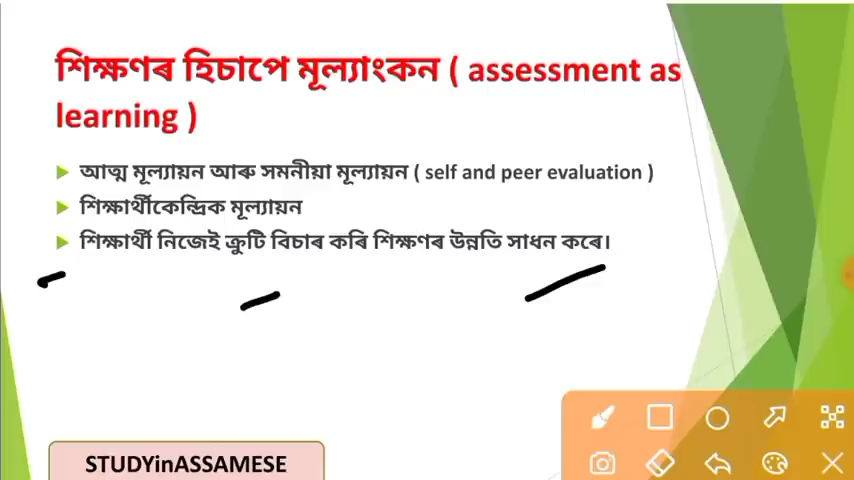 শিক্ষণৰ হিচাপে মূল্যাংকন ( assessment as
learning )
আত্ম মূল্যায়ন আৰু সমনীয়া মূল্যায়ন ( self and peer evaluation )
শিক্ষাৰ্থীকেন্দ্ৰিক মূল্যায়ন
শিক্ষাৰ্থী নিজেই ক্ৰুটি বিচাৰ কৰি শিক্ষণৰ উন্নতি সাধন কৰে।
STUDYinASSAMESE